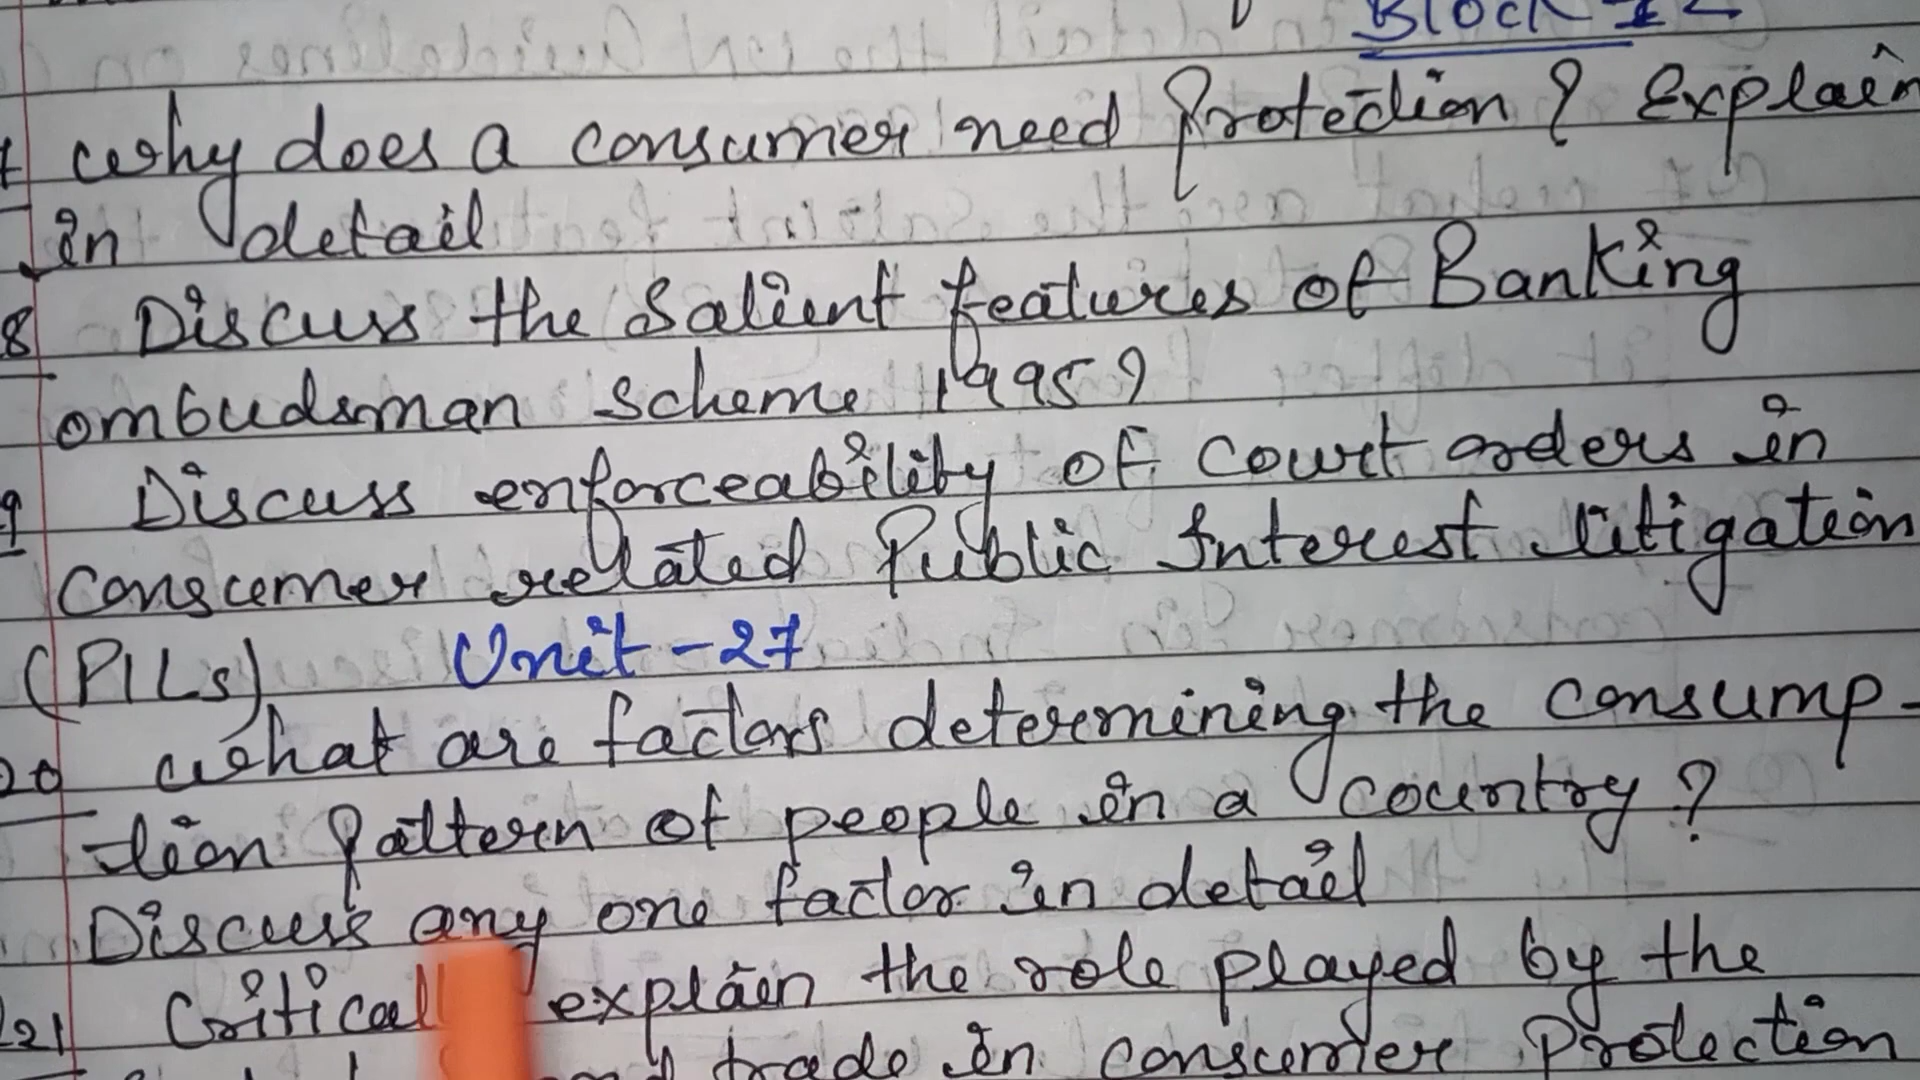 Block
Why does a consumer need Protection? Explain
in detail
8 Discuss the Salient features of Banking
ombudsman scheme 1995?
9 Discuss enforceability of court orders in
consumer related Public Interest litigation
(PILs) Unit-27
20 what are factors determining the consump-
tion Pattern of people in a country?
Discuss any one factor in detail
21 Critical explain the role played by the
trade in consumer Protection